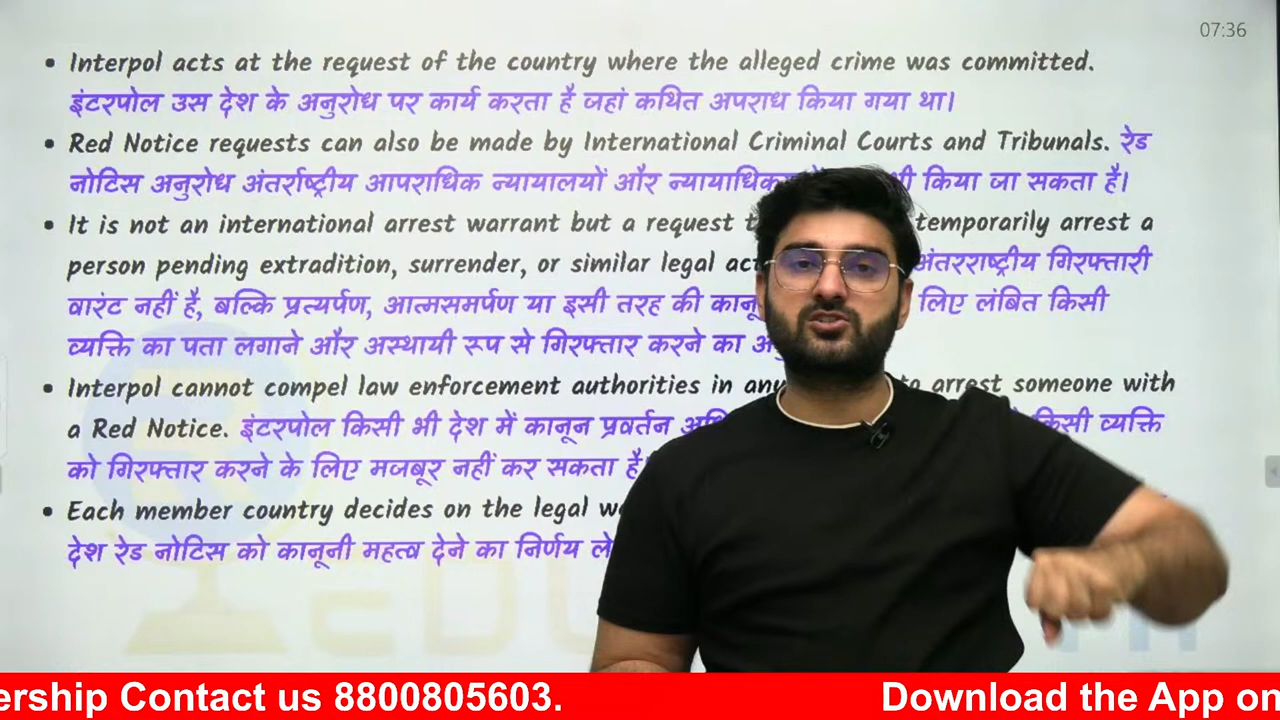 07:36
• Interpol acts at the request of the country where the alleged crime was committed.
इंटरपोल उस देश के अनुरोध पर कार्य करता है जहां कथित अपराध किया गया था।
• Red Notice requests can also be made by International Criminal Courts and Tribunals. रेड
नोटिस अनुरोध अंतर्राष्ट्रीय आपराधिक न्यायालयों और भी किया जा सकता है।
• It is not an international arrest warrant but a request temporarily arrest a
person pending extradition, surrender, or similar legal अंतरराष्ट्रीय गिरफ्तारी
वारंट नहीं है, बल्कि प्रत्यर्पण, आत्मसमर्पण या इसी तरह की लिए लंबित किसी
व्यक्ति का पता लगाने और अस्थायी रूप से गिरफ्तार करने का
• Interpol cannot compel law enforcement authorities in any to arrest someone with
a Red Notice. इंटरपोल किसी भी देश में कानून प्रवर्तन किसी व्यक्ति
को गिरफ्तार करने के लिए मजबूर नहीं कर सकता है
• Each member country decides on the legal
देश रेड नोटिस को कानूनी महत्व देने का निर्णय
ership Contact us 8800805603. Download the App on